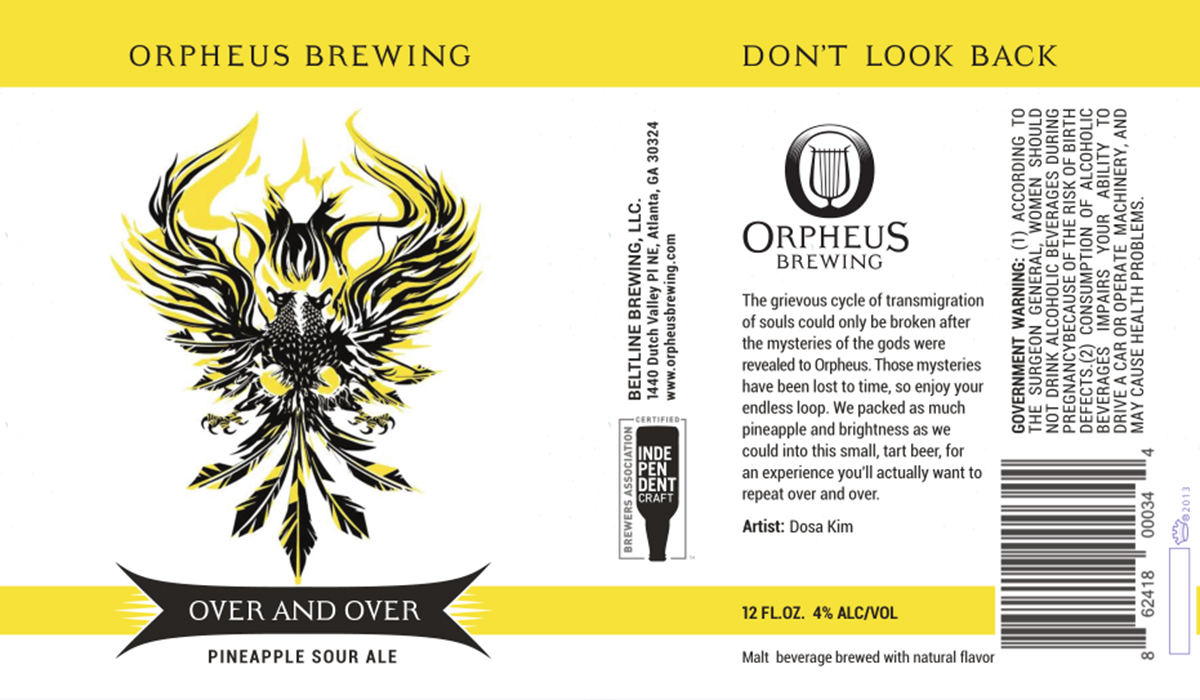 ORPHEUS BREWING
OVER AND OVER
PINEAPPLE SOUR ALE
BELTLINE BREWING, LLC.
1440 Dutch Valley Pl NE, Atlanta, GA 30324
www.orpheusbrewing.com
BREWERS ASSOCIATION
CERTIFIED
INDE
PEN
DENT
CRAFT
TM
DON'T LOOK BACK
ORPHEUS
BREWING
The grievous cycle of transmigration
of souls could only be broken after
the mysteries of the gods were
revealed to Orpheus. Those mysteries
have been lost to time, so enjoy your
endless loop. We packed as much
pineapple and brightness as we
could into this small, tart beer, for
an experience you'll actually want to
repeat over and over.
Artist: Dosa Kim
12 FL.OZ. 4% ALC/VOL
Malt beverage brewed with natural flavor
GOVERNMENT WARNING: (1) ACCORDING TO
THE SURGEON GENERAL, WOMEN SHOULD
NOT DRINK ALCOHOLIC BEVERAGES DURING
PREGNANCYBECAUSE OF THE RISK OF BIRTH
DEFECTS.(2) CONSUMPTION OF ALCOHOLIC
BEVERAGES IMPAIRS YOUR ABILITY TO
DRIVE A CAR OR OPERATE MACHINERY, AND
MAY CAUSE HEALTH PROBLEMS.
8 62418 00034 4
©2013